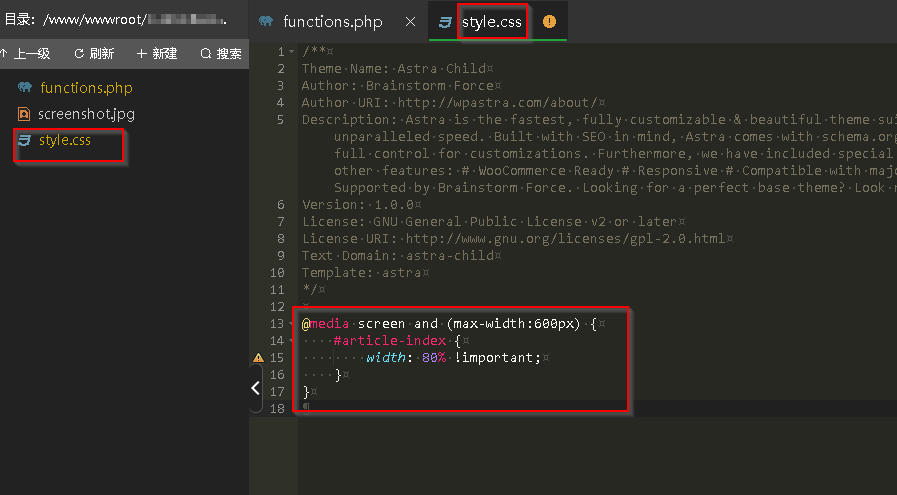 目录: /www/wwwroot/
functions.php
style.css
上一级 刷新 新建 搜索
functions.php
screenshot.jpg
style.css
1 /**
2 Theme Name: Astra Child
3 Author: Brainstorm Force
4 Author URI: http://wpastra.com/about/
5 Description: Astra is the fastest, fully customizable & beautiful theme sui
unparalleled speed. Built with SEO in mind, Astra comes with schema.org
full control for customizations. Furthermore, we have included special
other features: # WooCommerce Ready # Responsive # Compatible with majo
Supported by Brainstorm Force. Looking for a perfect base theme? Look
6 Version: 1.0.0
7 License: GNU General Public License v2 or later
8 License URI: http://www.gnu.org/licenses/gpl-2.0.html
9 Text Domain: astra-child
10 Template: astra
11 */
12
13 @media screen and (max-width:600px) {
14 #article-index {
15 width: 80% !important;
16 }
17 }
18